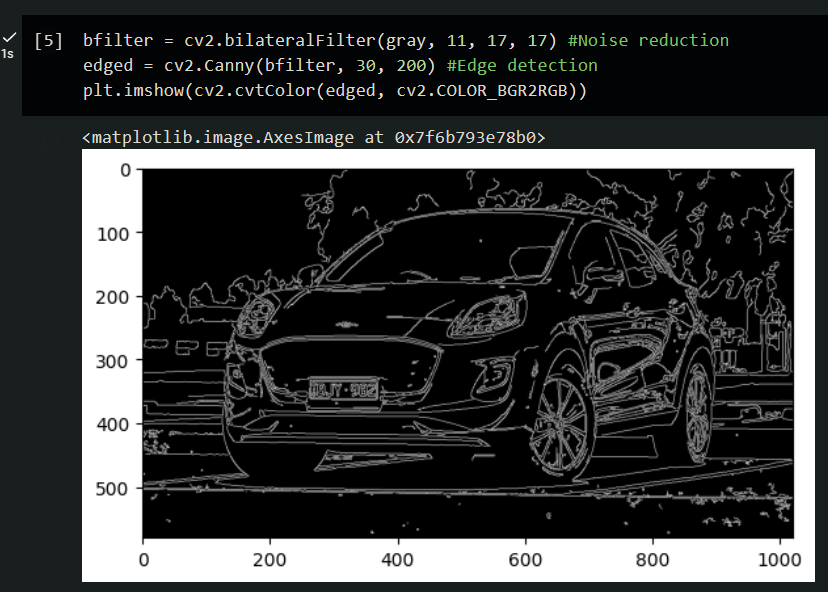 [5] bfilter = cv2.bilateralFilter(gray, 11, 17, 17) #Noise reduction
1s
edged = cv2.Canny(bfilter, 30, 200) #Edge detection
plt.imshow(cv2.cvtColor(edged, cv2.COLOR_BGR2RGB))
<matplotlib.image.AxesImage at 0x7f6b793e78b0>
0
100
200
300
400
500
0 200 400 600 800 1000